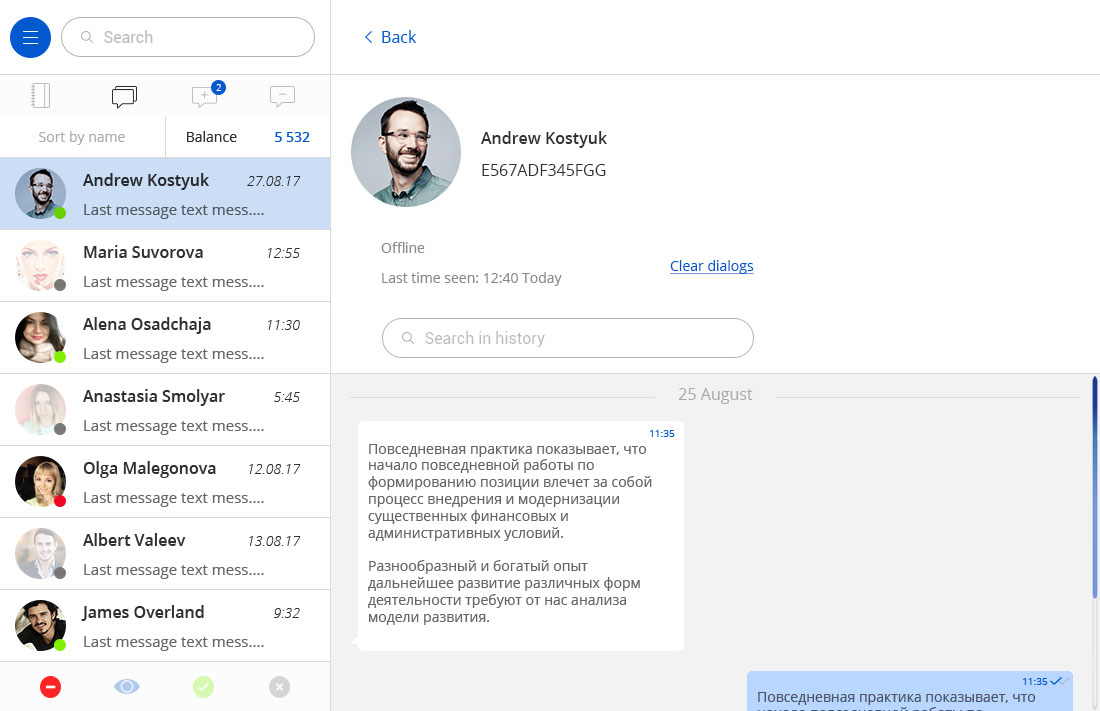 Search
Back
2
Sort by name
Balance
5 532
Andrew Kostyuk
27.08.17
Last message text mess....
Maria Suvorova
12:55
Last message text mess....
Alena Osadchaja
11:30
Last message text mess....
Anastasia Smolyar
5:45
Last message text mess....
Olga Malegonova
12.08.17
Last message text mess....
Albert Valeev
13.08.17
Last message text mess....
James Overland
9:32
Last message text mess....
Andrew Kostyuk
E567ADF345FGG
Offline
Last time seen: 12:40 Today
Clear dialogs
Search in history
25 August
11:35
Повседневная практика показывает, что
начало повседневной работы по
формированию позиции влечет за собой
процесс внедрения и модернизации
существенных финансовых и
административных условий.
Разнообразный и богатый опыт
дальнейшее развитие различных форм
деятельности требуют от нас анализа
модели развития.
11:35
Повседневная практика показывает, что